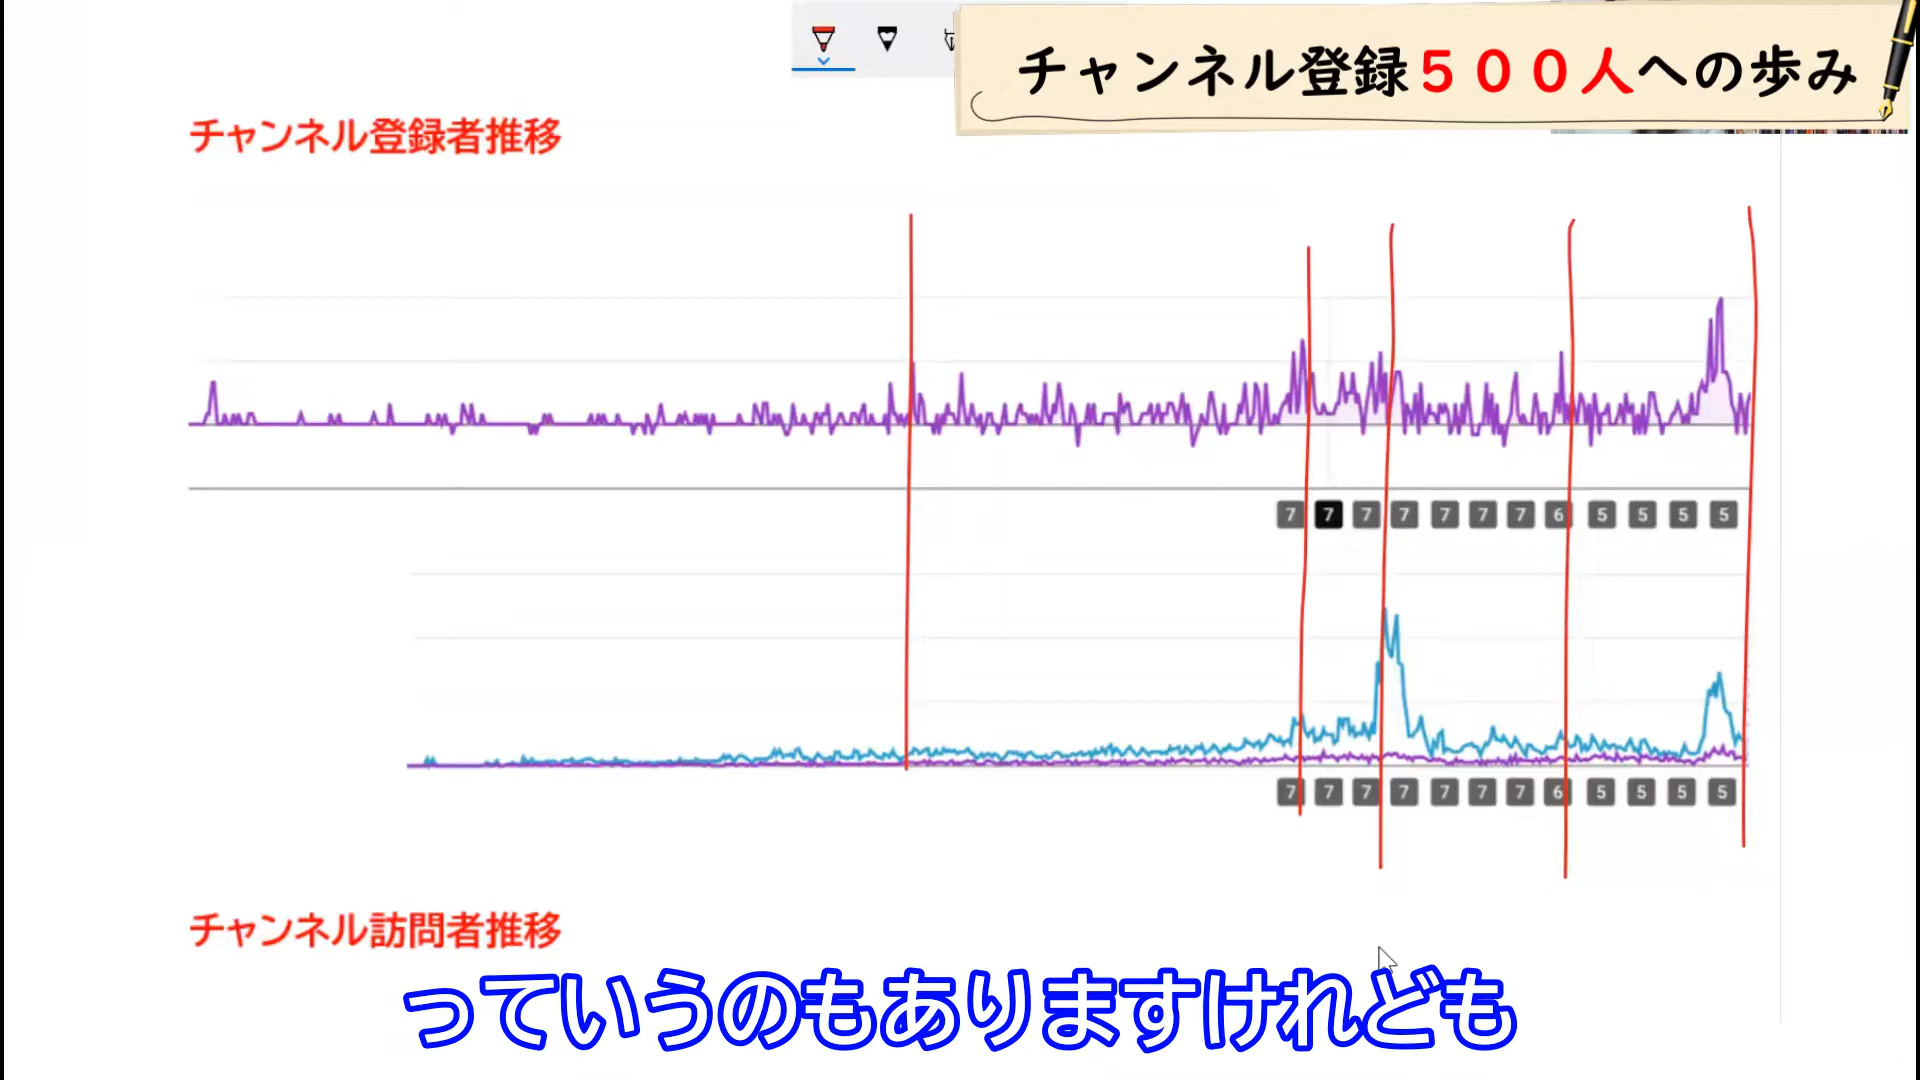 チャンネル登録５００人への歩み
チャンネル登録者推移
7 7 7 7 7 7 7 6 5 5 5 5
7 7 7 7 7 7 7 6 5 5 5 5
チャンネル訪問者推移
っていうのもありますけれども